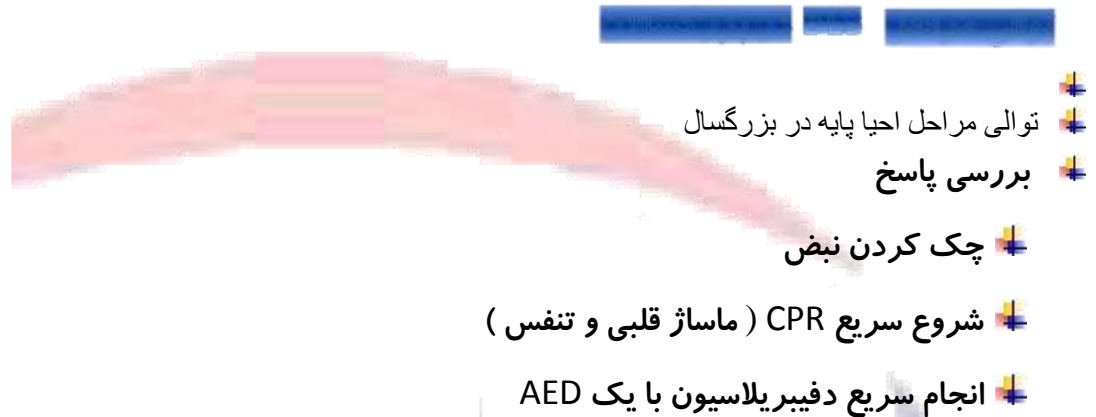 توالی مراحل احیا پایه در بزرگسال
بررسی پاسخ
چک کردن نبض
شروع سریع CPR ( ماساژ قلبی و تنفس )
انجام سریع دفیبریلاسیون با یک AED